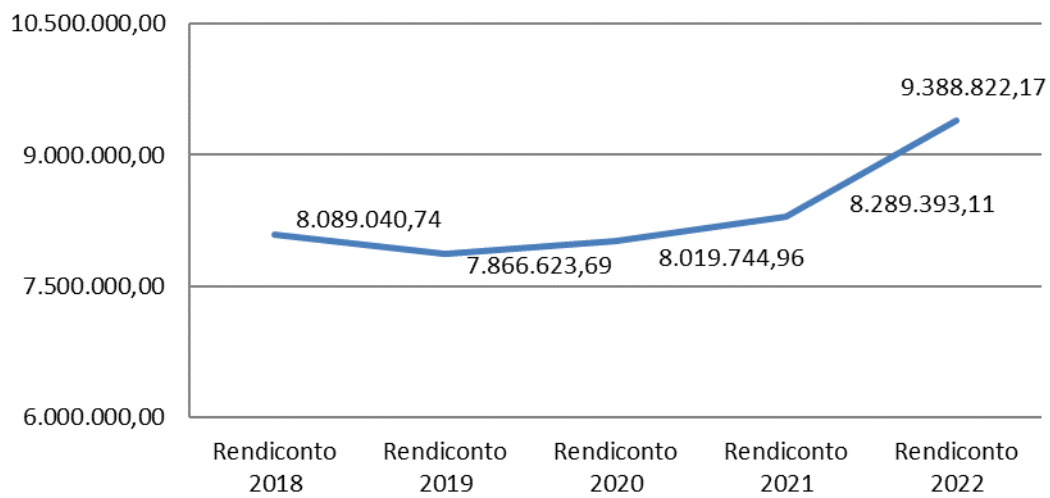 10.500.000,00
9.388.822,17
9.000.000,00
8.089.040,74
8.289.393,11
7.866.623,69
8.019.744,96
7.500.000,00
6.000.000,00
Rendiconto
2018
Rendiconto
2019
Rendiconto
2020
Rendiconto
2021
Rendiconto
2022